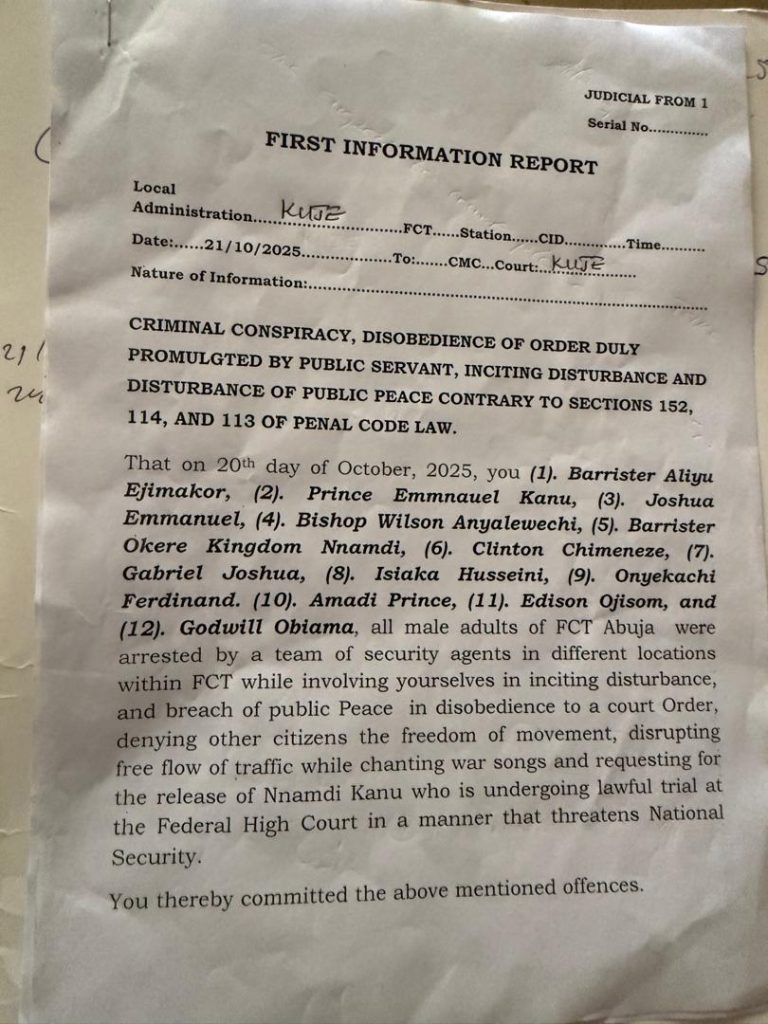 JUDICIAL FROM 1
Serial No..............
FIRST INFORMATION REPORT
Local
Administration.....KUJE..............FCT......Station......CID.............Time.........
Date:......21/10/2025...................To:......CMC...Court:..KUJE..............
Nature of Information:..................................................................................
CRIMINAL CONSPIRACY, DISOBEDIENCE OF ORDER DULY
PROMULGTED BY PUBLIC SERVANT, INCITING DISTURBANCE AND
DISTURBANCE OF PUBLIC PEACE CONTRARY TO SECTIONS 152,
114, AND 113 OF PENAL CODE LAW.
That on 20th day of October, 2025, you (1). Barrister Aliyu
Ejimakor, (2). Prince Emmnauel Kanu, (3). Joshua
Emmanuel, (4). Bishop Wilson Anyalewechi, (5). Barrister
Okere Kingdom Nnamdi, (6). Clinton Chimeneze, (7).
Gabriel Joshua, (8). Isiaka Husseini, (9). Onyekachi
Ferdinand. (10). Amadi Prince, (11). Edison Ojisom, and
(12). Godwill Obiama, all male adults of FCT Abuja were
arrested by a team of security agents in different locations
within FCT while involving yourselves in inciting disturbance,
and breach of public Peace in disobedience to a court Order,
denying other citizens the freedom of movement, disrupting
free flow of traffic while chanting war songs and requesting for
the release of Nnamdi Kanu who is undergoing lawful trial at
the Federal High Court in a manner that threatens National
Security.
You thereby committed the above mentioned offences.